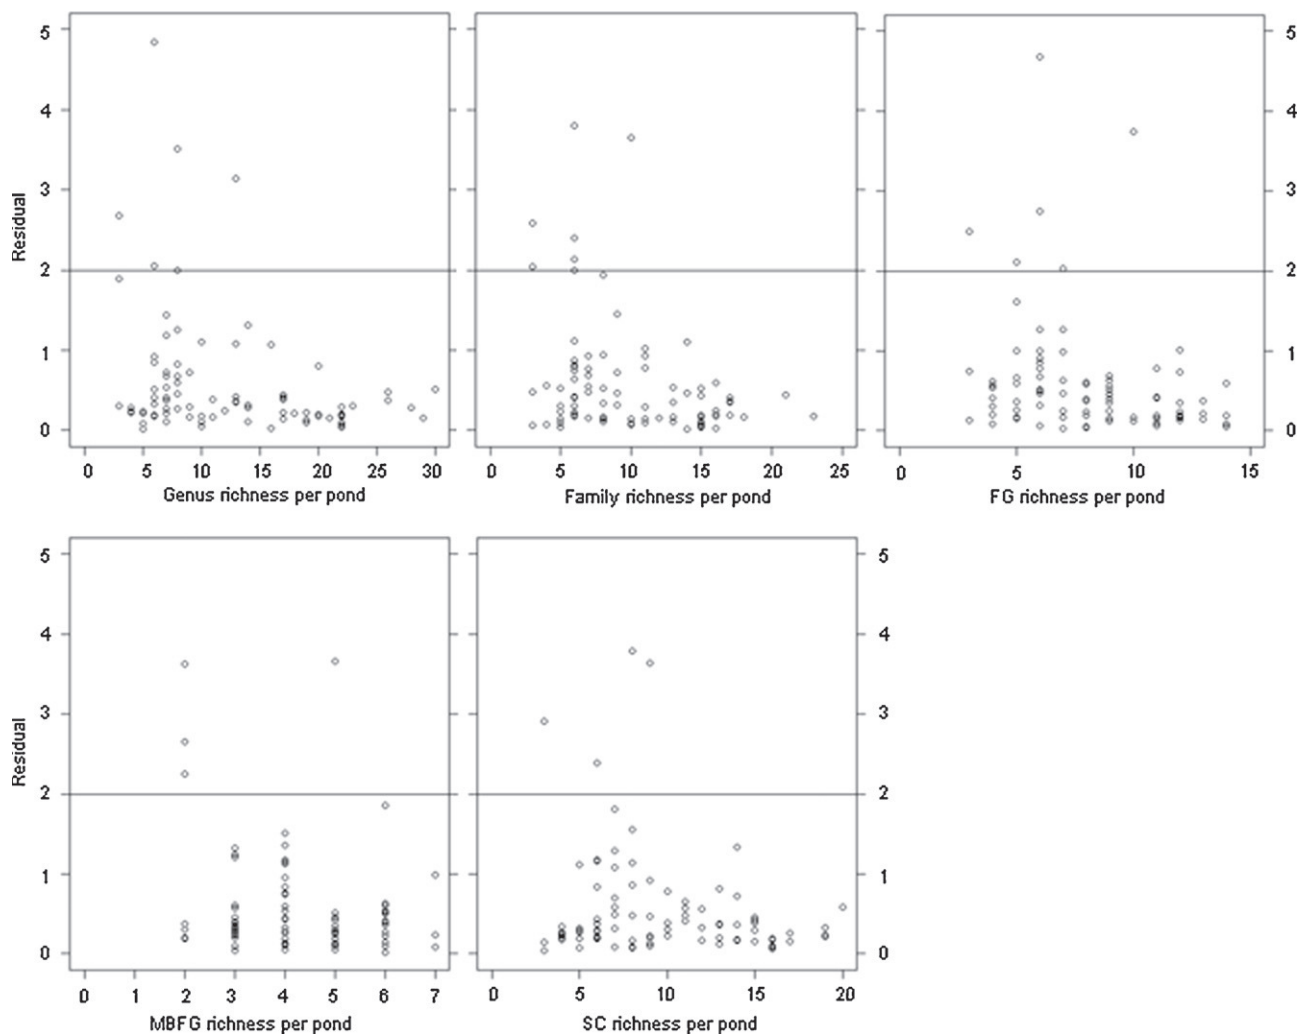 5
5
4
4
3
3
Residual
2
2
1
1
0
0
0 5 10 15 20 25 30
0 5 10 15 20 25
0 5 10 15
Genus richness per pond
Family richness per pond
FG richness per pond
5
5
4
4
3
3
Residual
2
2
1
1
0
0
0 1 2 3 4 5 6 7
0 5 10 15 20
MBFG richness per pond
SC richness per pond